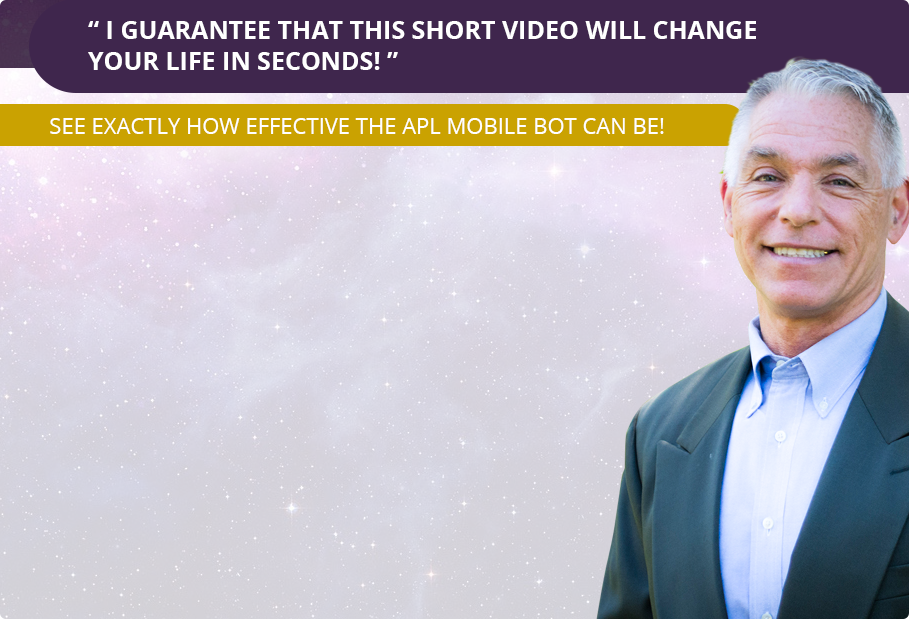 “ I GUARANTEE THAT THIS SHORT VIDEO WILL CHANGE
YOUR LIFE IN SECONDS! ”
SEE EXACTLY HOW EFFECTIVE THE APL MOBILE BOT CAN BE!